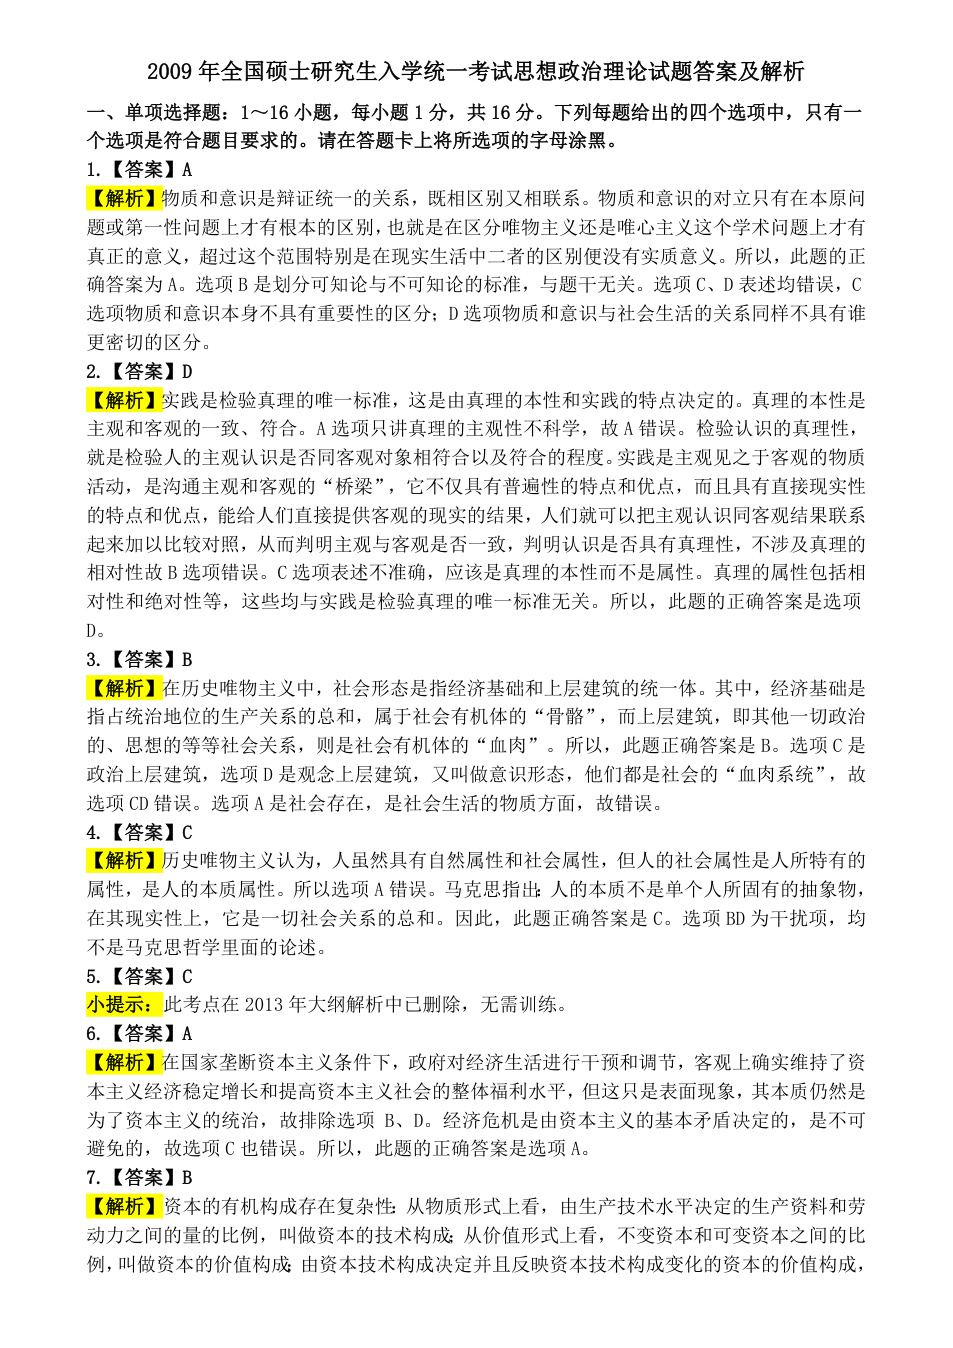 2009 年全国硕士研究生入学统一考试思想政治理论试题答案及解析
一、单项选择题：1～16 小题，每小题 1 分，共 16 分。下列每题给出的四个选项中，只有一
个选项是符合题目要求的。请在答题卡上将所选项的字母涂黑。
1.【答案】A
【解析】物质和意识是辩证统一的关系，既相区别又相联系。物质和意识的对立只有在本原问
题或第一性问题上才有根本的区别，也就是在区分唯物主义还是唯心主义这个学术问题上才有
真正的意义，超过这个范围特别是在现实生活中二者的区别便没有实质意义。所以，此题的正
确答案为 A。选项 B 是划分可知论与不可知论的标准，与题干无关。选项 C、D 表述均错误，C
选项物质和意识本身不具有重要性的区分；D 选项物质和意识与社会生活的关系同样不具有谁
更密切的区分。
2.【答案】D
【解析】实践是检验真理的唯一标准，这是由真理的本性和实践的特点决定的。真理的本性是
主观和客观的一致、符合。A 选项只讲真理的主观性不科学，故 A 错误。检验认识的真理性，
就是检验人的主观认识是否同客观对象相符合以及符合的程度。实践是主观见之于客观的物质
活动，是沟通主观和客观的“桥梁”，它不仅具有普遍性的特点和优点，而且具有直接现实性
的特点和优点，能给人们直接提供客观的现实的结果，人们就可以把主观认识同客观结果联系
起来加以比较对照，从而判明主观与客观是否一致，判明认识是否具有真理性，不涉及真理的
相对性故 B 选项错误。C 选项表述不准确，应该是真理的本性而不是属性。真理的属性包括相
对性和绝对性等，这些均与实践是检验真理的唯一标准无关。所以，此题的正确答案是选项
D。
3.【答案】B
【解析】在历史唯物主义中，社会形态是指经济基础和上层建筑的统一体。其中，经济基础是
指占统治地位的生产关系的总和，属于社会有机体的“骨骼”，而上层建筑，即其他一切政治
的、思想的等等社会关系，则是社会有机体的“血肉”。所以，此题正确答案是 B。选项 C 是
政治上层建筑，选项 D 是观念上层建筑，又叫做意识形态，他们都是社会的“血肉系统”，故
选项 CD 错误。选项 A 是社会存在，是社会生活的物质方面，故错误。
4.【答案】C
【解析】历史唯物主义认为，人虽然具有自然属性和社会属性，但人的社会属性是人所特有的
属性，是人的本质属性。所以选项 A 错误。马克思指出：人的本质不是单个人所固有的抽象物，
在其现实性上，它是一切社会关系的总和。因此，此题正确答案是 C。选项 BD 为干扰项，均
不是马克思哲学里面的论述。
5.【答案】C
小提示：此考点在 2013 年大纲解析中已删除，无需训练。
6.【答案】A
【解析】在国家垄断资本主义条件下，政府对经济生活进行干预和调节，客观上确实维持了资
本主义经济稳定增长和提高资本主义社会的整体福利水平，但这只是表面现象，其本质仍然是
为了资本主义的统治，故排除选项 B、D。经济危机是由资本主义的基本矛盾决定的，是不可
避免的，故选项 C 也错误。所以，此题的正确答案是选项 A。
7.【答案】B
【解析】资本的有机构成存在复杂性：从物质形式上看，由生产技术水平决定的生产资料和劳
动力之间的量的比例，叫做资本的技术构成；从价值形式上看，不变资本和可变资本之间的比
例，叫做资本的价值构成；由资本技术构成决定并且反映资本技术构成变化的资本的价值构成，